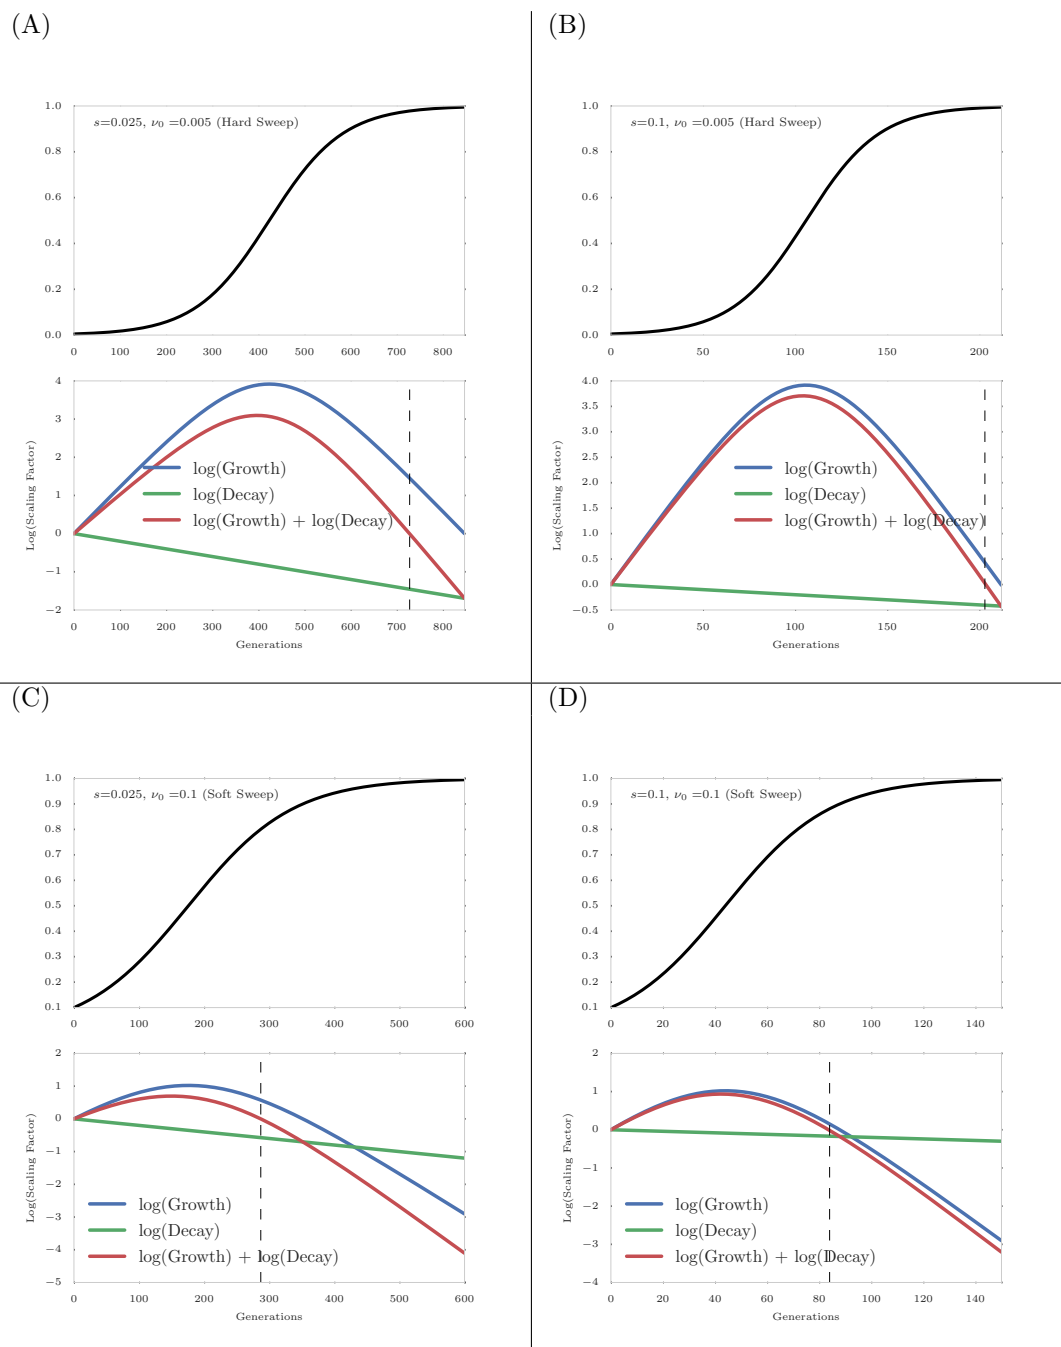 (A)
s=0.025, ν0 =0.005 (Hard Sweep)
1.0
0.8
0.6
0.4
0.2
0.0
0 100 200 300 400 500 600 700 800
4
3
2
1
0
−1
−2
Log(Scaling Factor)
log(Growth)
log(Decay)
log(Growth) + log(Decay)
0 100 200 300 400 500 600 700 800
Generations
(B)
s=0.1, ν0 =0.005 (Hard Sweep)
1.0
0.8
0.6
0.4
0.2
0.0
0 50 100 150 200
4.0
3.5
3.0
2.5
2.0
1.5
1.0
0.5
0.0
−0.5
Log(Scaling Factor)
log(Growth)
log(Decay)
log(Growth) + log(Decay)
0 50 100 150 200
Generations
(C)
s=0.025, ν0 =0.1 (Soft Sweep)
1.0
0.9
0.8
0.7
0.6
0.5
0.4
0.3
0.2
0.1
0 100 200 300 400 500 600
2
1
0
−1
−2
−3
−4
−5
Log(Scaling Factor)
log(Growth)
log(Decay)
log(Growth) + log(Decay)
0 100 200 300 400 500 600
Generations
(D)
s=0.1, ν0 =0.1 (Soft Sweep)
1.0
0.9
0.8
0.7
0.6
0.5
0.4
0.3
0.2
0.1
0 20 40 60 80 100 120 140
2
1
0
−1
−2
−3
−4
Log(Scaling Factor)
log(Growth)
log(Decay)
log(Growth) + log(Decay)
0 20 40 60 80 100 120 140
Generations